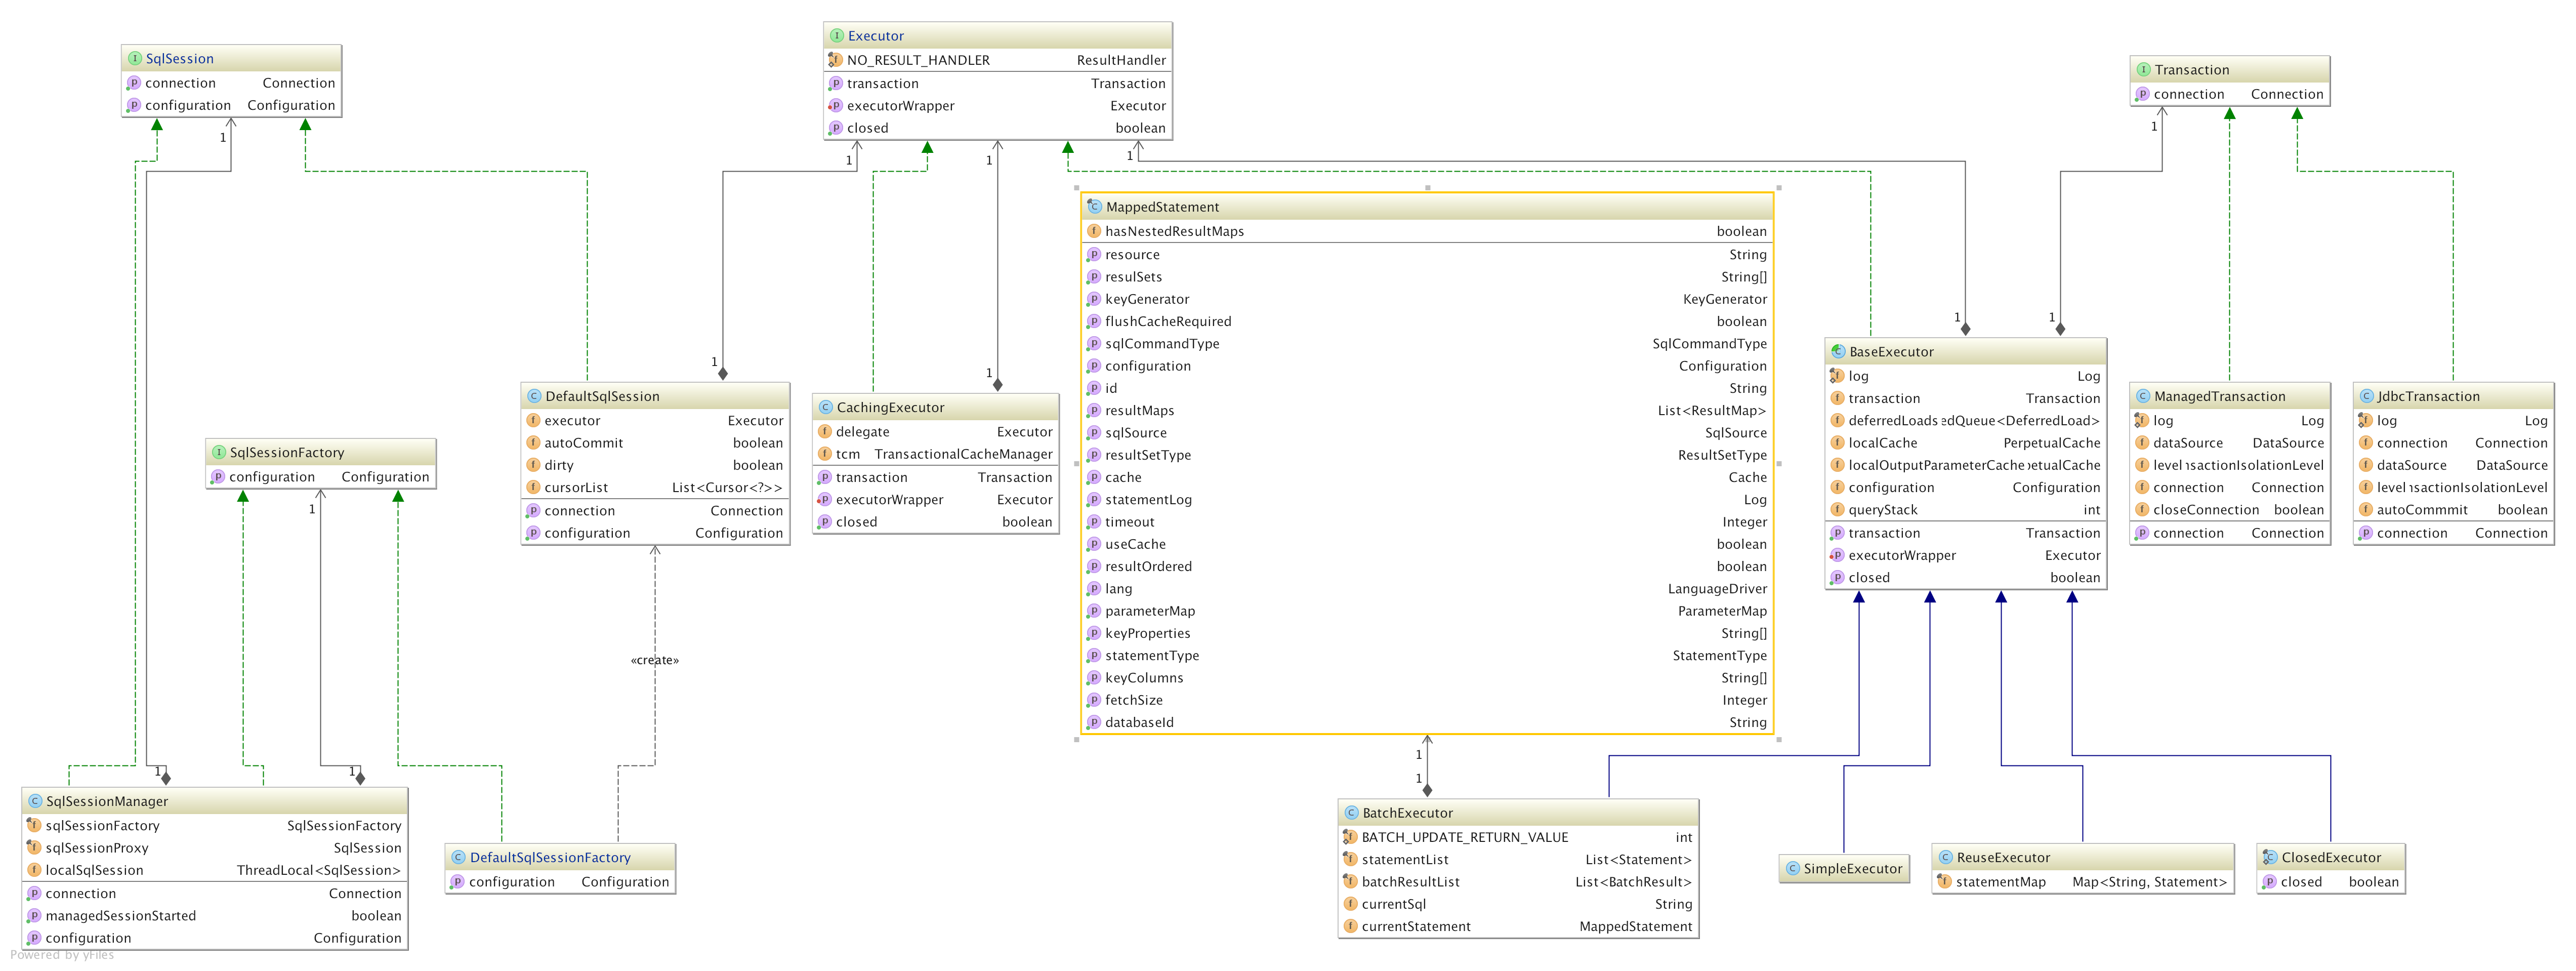 SqlSession
connection Connection
configuration Configuration
1
Executor
NO_RESULT_HANDLER ResultHandler
transaction Transaction
executorWrapper Executor
closed boolean
1
1
1
Transaction
connection Connection
1
MappedStatement
hasNestedResultMaps boolean
resource String
resulSets String[]
keyGenerator KeyGenerator
flushCacheRequired boolean
sqlCommandType SqlCommandType
configuration Configuration
id String
resultMaps List<ResultMap>
sqlSource SqlSource
resultSetType ResultSetType
cache Cache
statementLog Log
timeout Integer
useCache boolean
resultOrdered boolean
lang LanguageDriver
parameterMap ParameterMap
keyProperties String[]
statementType StatementType
keyColumns String[]
fetchSize Integer
databaseId String
1
1
1
DefaultSqlSession
executor Executor
autoCommit boolean
dirty boolean
cursorList List<Cursor<?>>
connection Connection
configuration Configuration
1
CachingExecutor
delegate Executor
tcm TransactionalCacheManager
transaction Transaction
executorWrapper Executor
closed boolean
1
1
BaseExecutor
log Log
transaction Transaction
deferredLoads edQueue<DeferredLoad>
localCache PerpetualCache
localOutputParameterCache petualCache
configuration Configuration
queryStack int
transaction Transaction
executorWrapper Executor
closed boolean
ManagedTransaction
log Log
dataSource DataSource
level nsactionIsolationLevel
connection Connection
closeConnection boolean
connection Connection
JdbcTransaction
log Log
connection Connection
dataSource DataSource
level nsactionIsolationLevel
autoCommmit boolean
connection Connection
SqlSessionFactory
configuration Configuration
1
«create»
1
1
SqlSessionManager
sqlSessionFactory SqlSessionFactory
sqlSessionProxy SqlSession
localSqlSession ThreadLocal<SqlSession>
connection Connection
managedSessionStarted boolean
configuration Configuration
DefaultSqlSessionFactory
configuration Configuration
BatchExecutor
BATCH_UPDATE_RETURN_VALUE int
statementList List<Statement>
batchResultList List<BatchResult>
currentSql String
currentStatement MappedStatement
SimpleExecutor
ReuseExecutor
statementMap Map<String, Statement>
ClosedExecutor
closed boolean
Powered by yFiles